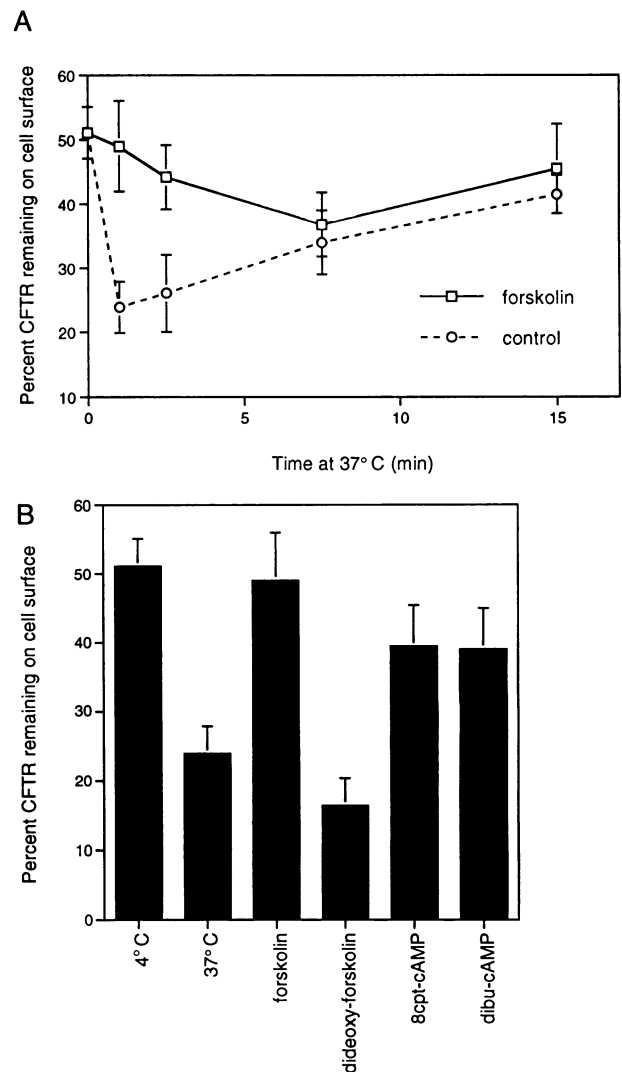 A
Percent CFTR remaining on cell surface
60
50
40
30
20
10
0
5
10
15
forskolin
control
Time at 37° C (min)
B
Percent CFTR remaining on cell surface
60
50
40
30
20
10
0
4° C
37° C
forskolin
dideoxy-forskolin
8cpt-cAMP
dibu-cAMP